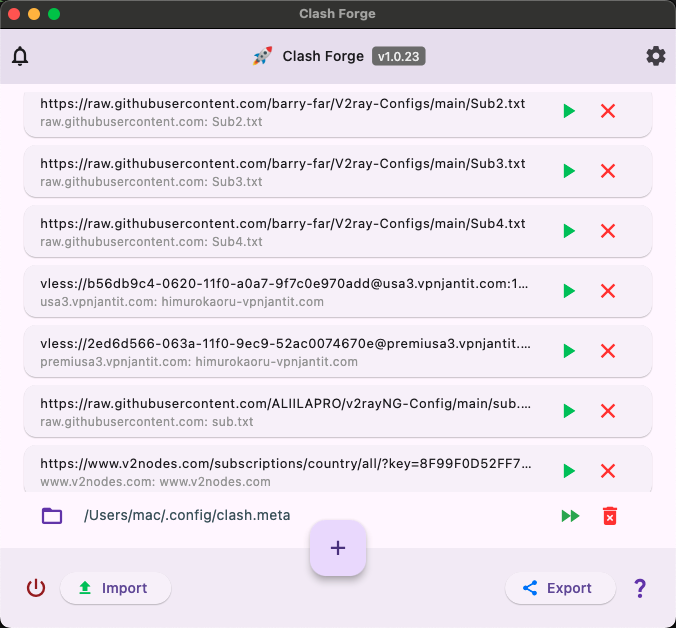 Clash Forge
🚀 Clash Forge v1.0.23
https://raw.githubusercontent.com/barry-far/V2ray-Configs/main/Sub2.txt
raw.githubusercontent.com: Sub2.txt
https://raw.githubusercontent.com/barry-far/V2ray-Configs/main/Sub3.txt
raw.githubusercontent.com: Sub3.txt
https://raw.githubusercontent.com/barry-far/V2ray-Configs/main/Sub4.txt
raw.githubusercontent.com: Sub4.txt
vless://b56db9c4-0620-11f0-a0a7-9f7c0e970add@usa3.vpnjantit.com:1...
usa3.vpnjantit.com: himurokaoru-vpnjantit.com
vless://2ed6d566-063a-11f0-9ec9-52ac0074670e@premiusa3.vpnjantit....
premiusa3.vpnjantit.com: himurokaoru-vpnjantit.com
https://raw.githubusercontent.com/ALIILAPRO/v2rayNG-Config/main/sub....
raw.githubusercontent.com: sub.txt
https://www.v2nodes.com/subscriptions/country/all/?key=8F99F0D52FF7...
www.v2nodes.com: www.v2nodes.com
/Users/mac/.config/clash.meta
+
Import
Export
?